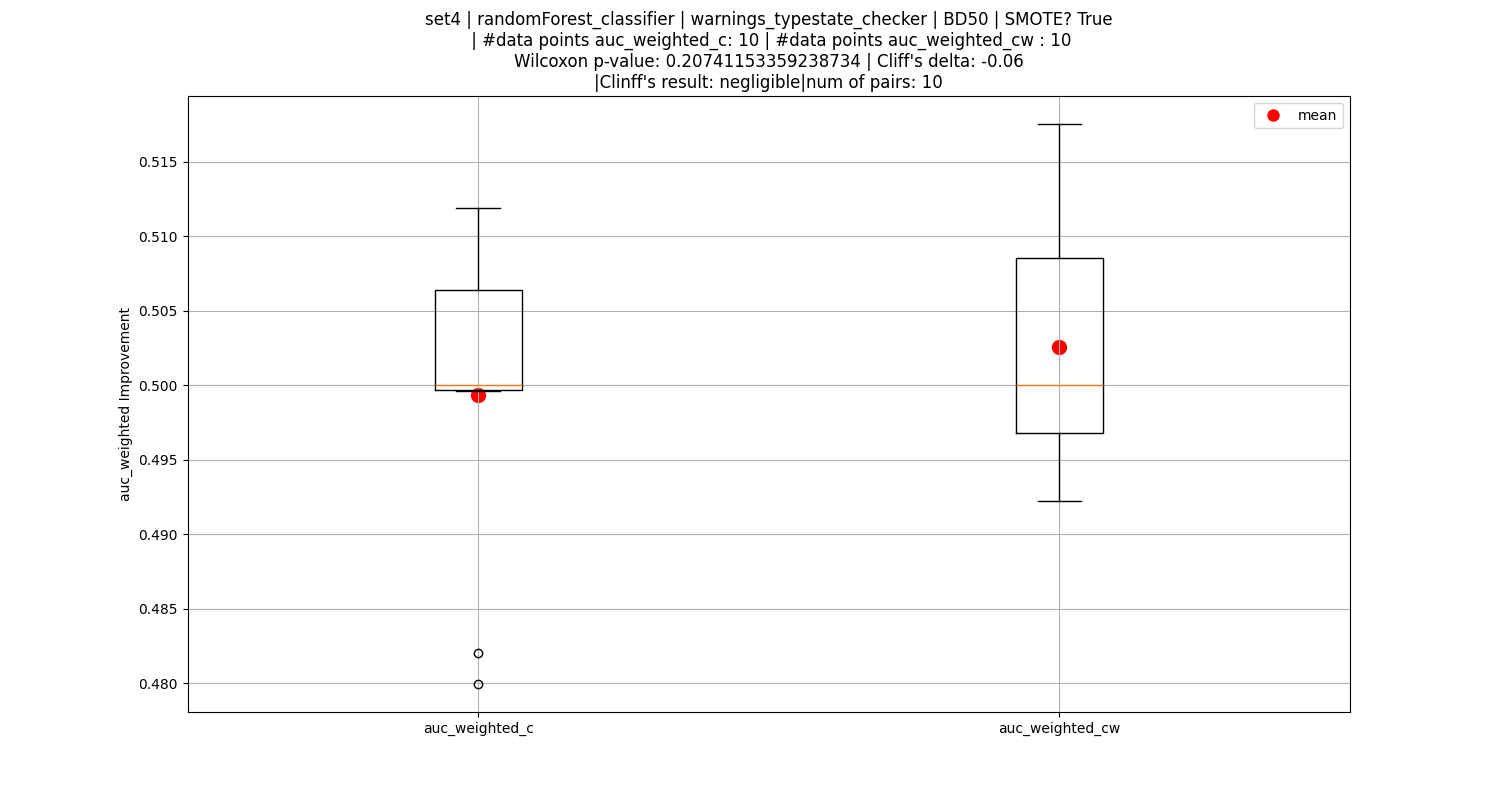 set4 | randomForest_classifier | warnings_typestate_checker | BD50 | SMOTE? True
| #data points auc_weighted_c: 10 | #data points auc_weighted_cw : 10
Wilcoxon p-value: 0.20741153359238734 | Cliff's delta: -0.06
|Clinff's result: negligible|num of pairs: 10
mean
0.515
0.510
0.505
0.500
0.495
0.490
0.485
0.480
auc_weighted Improvement
auc_weighted_c
auc_weighted_cw